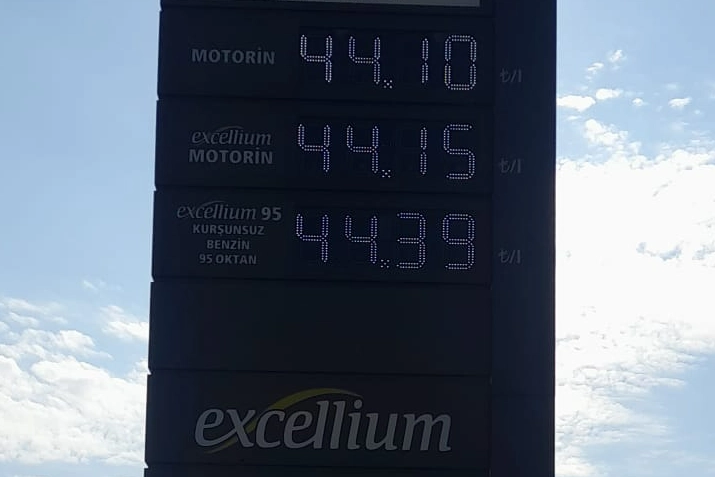 MOTORİN 44.10 ₺/l
excellium
MOTORİN 44.15 ₺/l
excellium 95
KURŞUNSUZ
BENZİN
95 OKTAN 44.39 ₺/l
excellium